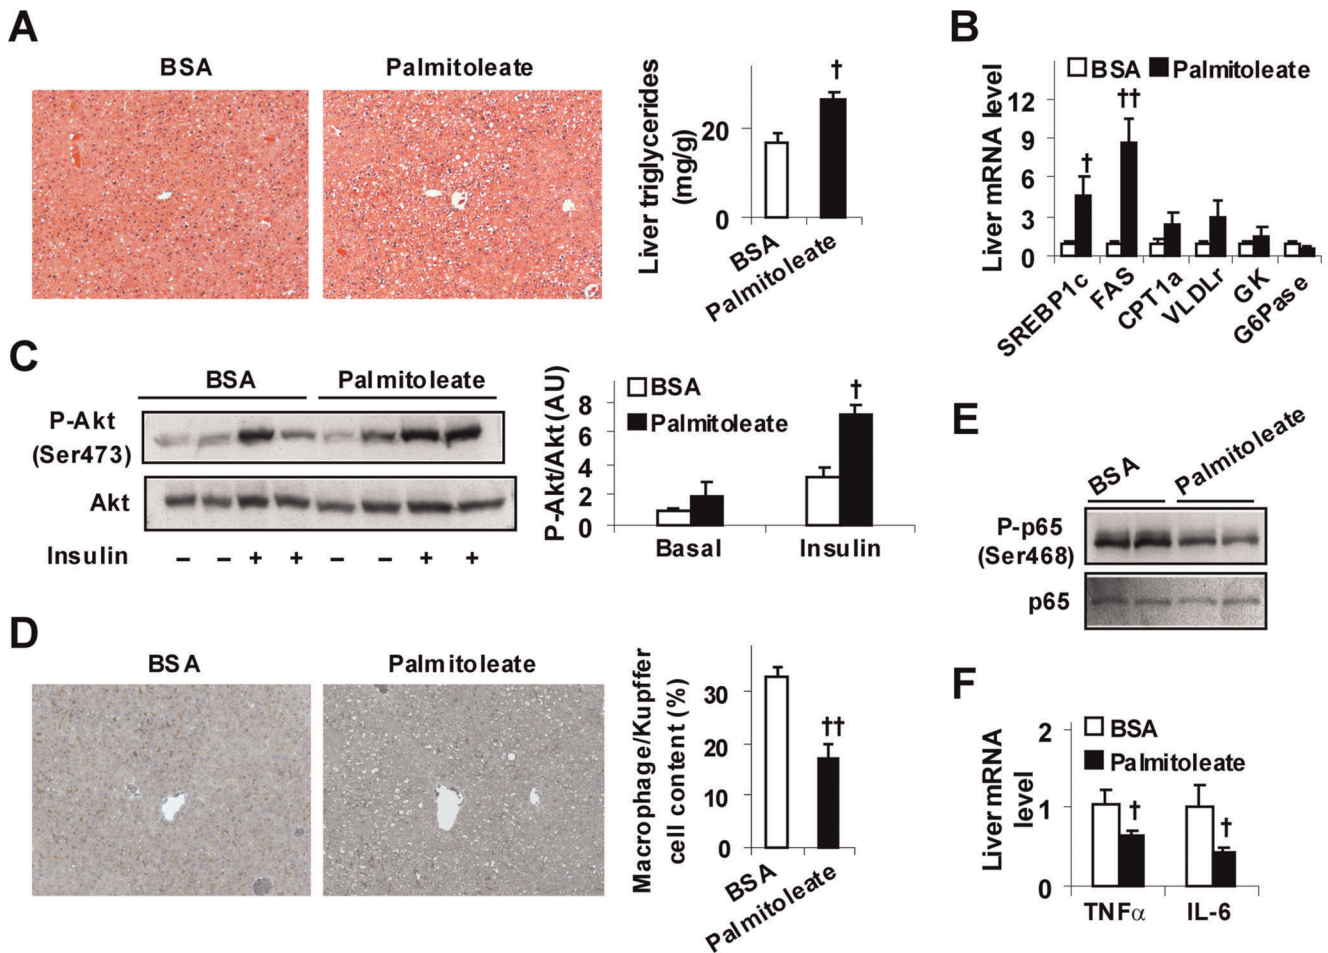 A
BSA
Palmitoleate
Liver triglycerides
(mg/g)
20
0
†
BSA
Palmitoleate
B
BSA
Palmitoleate
Liver mRNA level
12
9
6
3
0
†
††
SREBP1c
FAS
CPT1a
VLDLr
GK
G6Pase
C
BSA
Palmitoleate
P-Akt
(Ser473)
Akt
Insulin
– – + + – – + +
P-Akt/Akt (AU)
8
6
4
2
0
BSA
Palmitoleate
†
Basal
Insulin
D
BSA
Palmitoleate
Macrophage/Kupffer
cell content (%)
30
20
10
0
††
BSA
Palmitoleate
E
BSA
Palmitoleate
P-p65
(Ser468)
p65
F
Liver mRNA
level
2
1
0
BSA
Palmitoleate
†
†
TNFα
IL-6